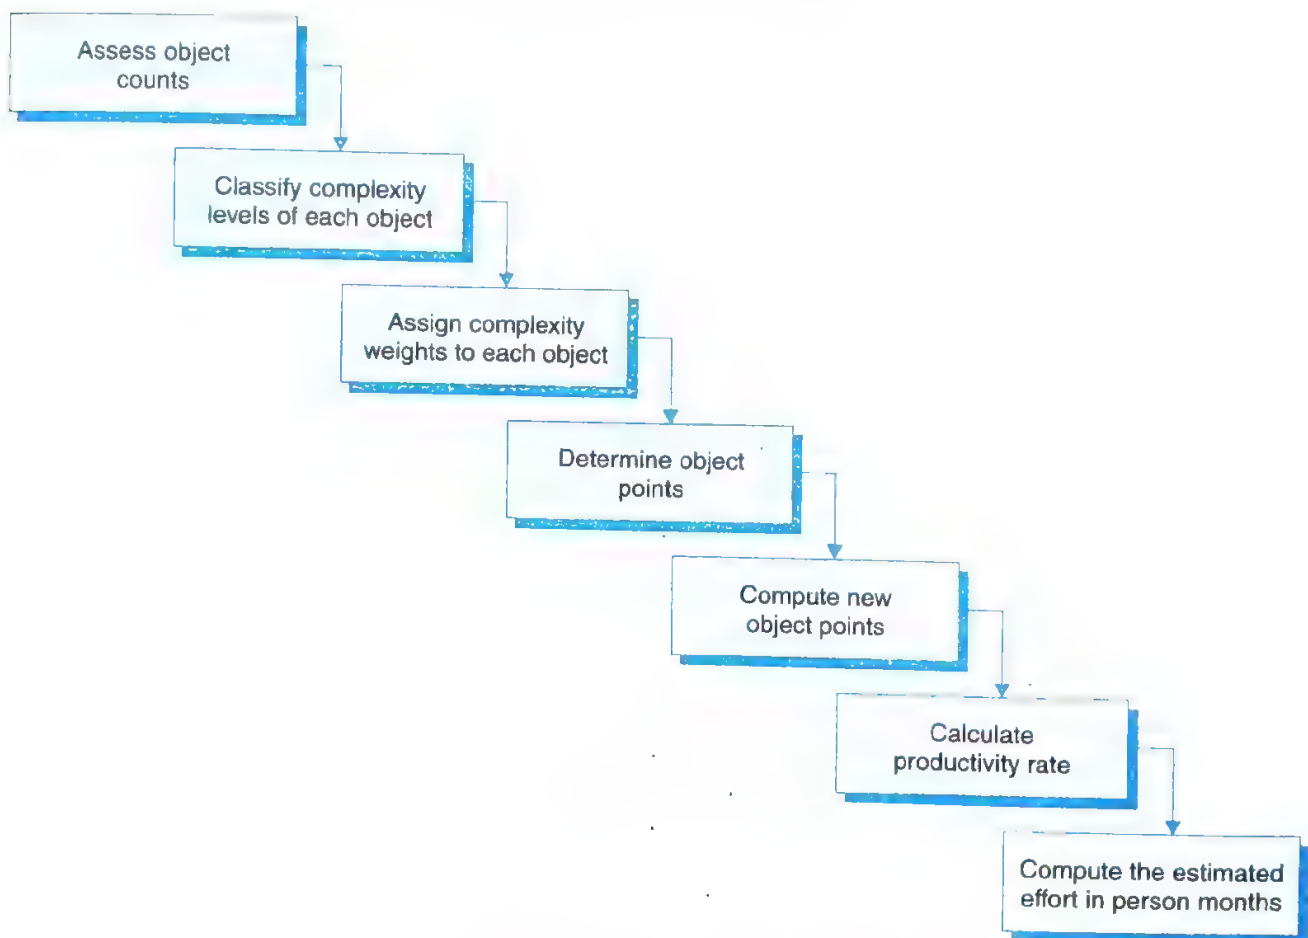 Assess object
counts
Classify complexity
levels of each object
Assign complexity
weights to each object
Determine object
points
Compute new
object points
Calculate
productivity rate
Compute the estimated
effort in person months